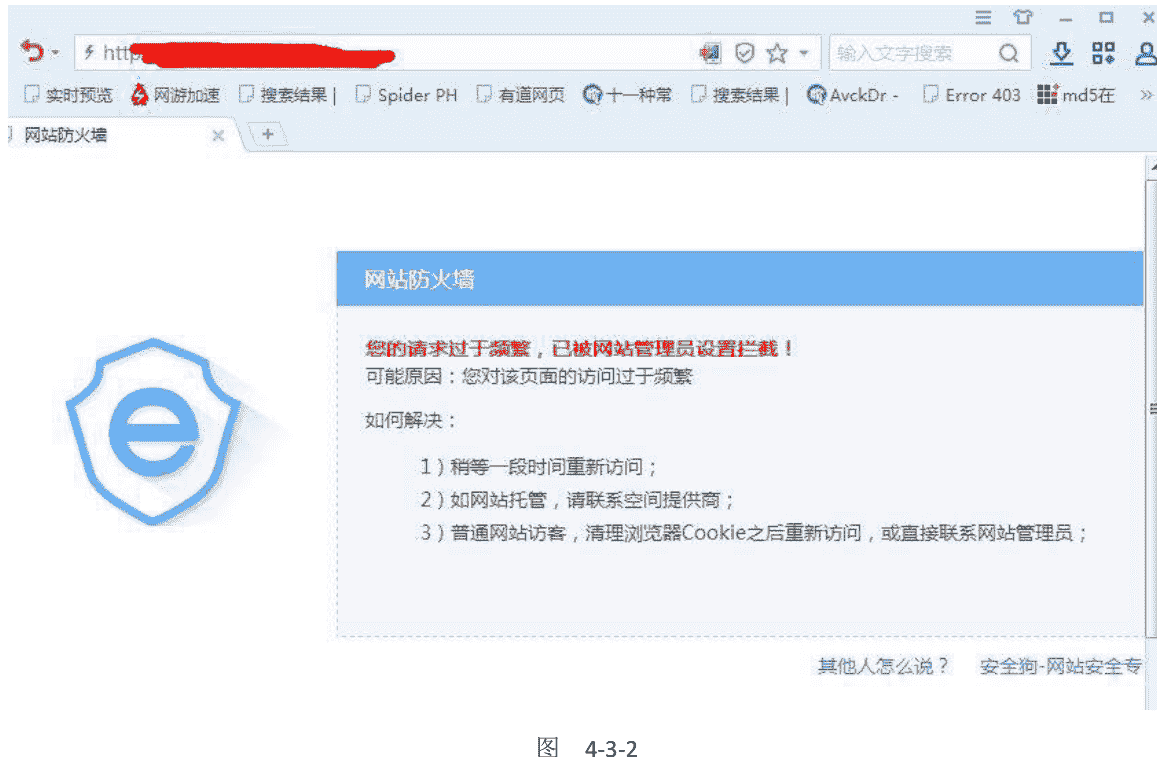 http
输入文字搜索
实时预览 网游加速 搜索结果 | Spider PH 有道网页 十一种常 搜索结果 | AvckDr - Error 403 md5在 »
网站防火墙
网站防火墙
您的请求过于频繁，已被网站管理员设置拦截！
可能原因：您对该页面的访问过于频繁
如何解决：
1）稍等一段时间重新访问；
2）如网站托管，请联系空间提供商；
3）普通网站访客，清理浏览器Cookie之后重新访问，或直接联系网站管理员；
其他人怎么说？ 安全狗-网站安全专
图 4-3-2